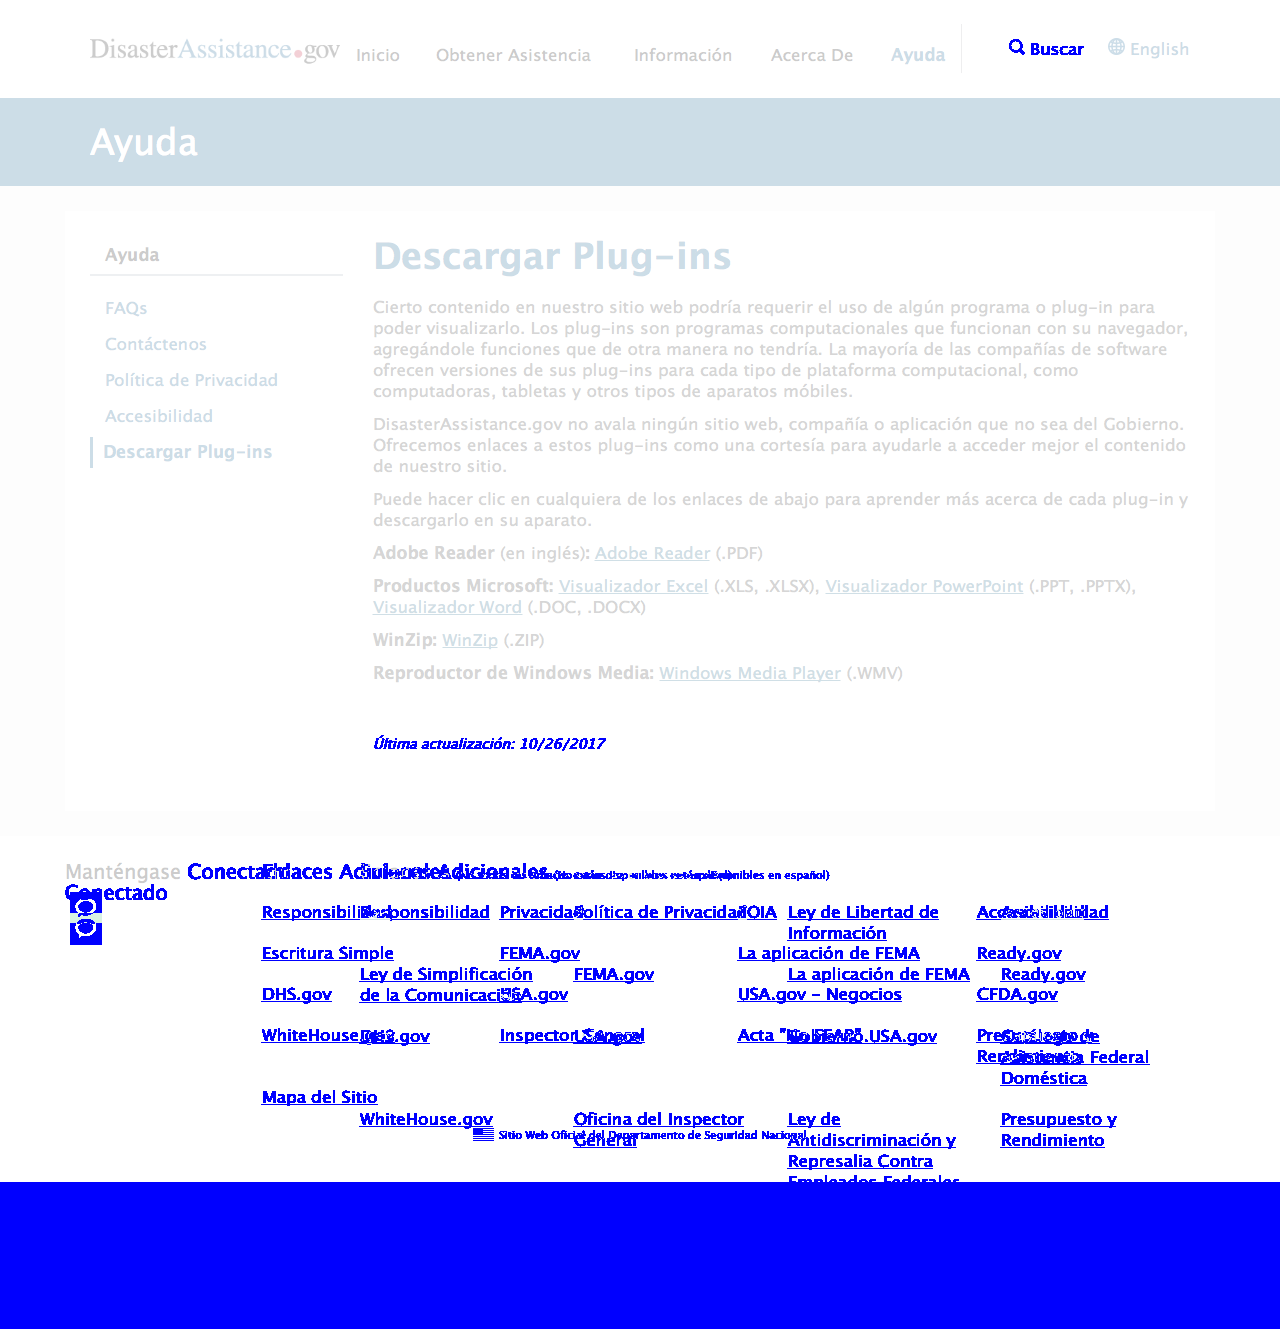 DisasterAssistance.gov
Inicio
Obtener Asistencia
Información
Acerca De
Ayuda
Buscar
English
Ayuda
Ayuda
FAQs
Contáctenos
Política de Privacidad
Accesibilidad
Descargar Plug-ins
Descargar Plug-ins
Cierto contenido en nuestro sitio web podría requerir el uso de algún programa o plug-in para
poder visualizarlo. Los plug-ins son programas computacionales que funcionan con su navegador,
agregándole funciones que de otra manera no tendría. La mayoría de las compañías de software
ofrecen versiones de sus plug-ins para cada tipo de plataforma computacional, como
computadoras, tabletas y otros tipos de aparatos móbiles.
DisasterAssistance.gov no avala ningún sitio web, compañía o aplicación que no sea del Gobierno.
Ofrecemos enlaces a estos plug-ins como una cortesía para ayudarle a acceder mejor el contenido
de nuestro sitio.
Puede hacer clic en cualquiera de los enlaces de abajo para aprender más acerca de cada plug-in y
descargarlo en su aparato.
Adobe Reader (en inglés): Adobe Reader (.PDF)
Productos Microsoft: Visualizador Excel (.XLS, .XLSX), Visualizador PowerPoint (.PPT, .PPTX),
Visualizador Word (.DOC, .DOCX)
WinZip: WinZip (.ZIP)
Reproductor de Windows Media: Windows Media Player (.WMV)
Última actualización: 10/26/2017
Manténgase
Conectado
Enlaces Adicionales
disponibles en español)
Responsibilidad
Privacidad
Política de Privacidad
FOIA
Ley de Libertad de
Información
Accesibilidad
Escritura Simple
FEMA.gov
La aplicación de FEMA
Ready.gov
Ley de Simplificación
de la Comunicación
FEMA.gov
La aplicación de FEMA
Ready.gov
DHS.gov
USA.gov
USA.gov - Negocios
CFDA.gov
WhiteHouse.gov
DHS.gov
Inspector General
Acta "No FEAR"
Gobierno.USA.gov
Asistencia Federal
Doméstica
Mapa del Sitio
WhiteHouse.gov
Oficina del Inspector
General
Ley de
Antidiscriminación y
Represalia Contra
Empleados Federales
Presupuesto y
Rendimiento
Sitio Web Oficial del Departamento de Seguridad Nacional